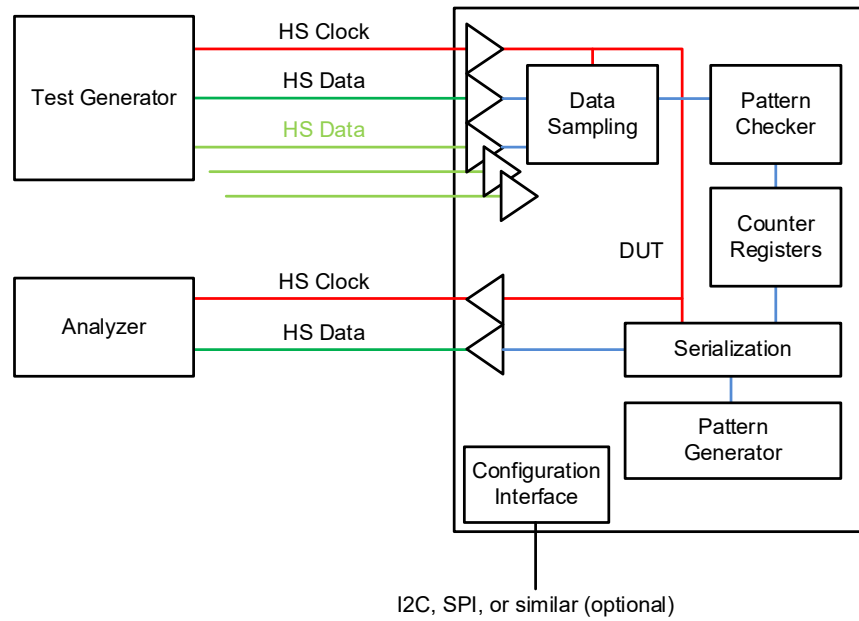 HS Clock
Test Generator
HS Data
HS Data
Data
Sampling
Pattern
Checker
Counter
Registers
DUT
HS Clock
Analyzer
HS Data
Serialization
Pattern
Generator
Configuration
Interface
I2C, SPI, or similar (optional)